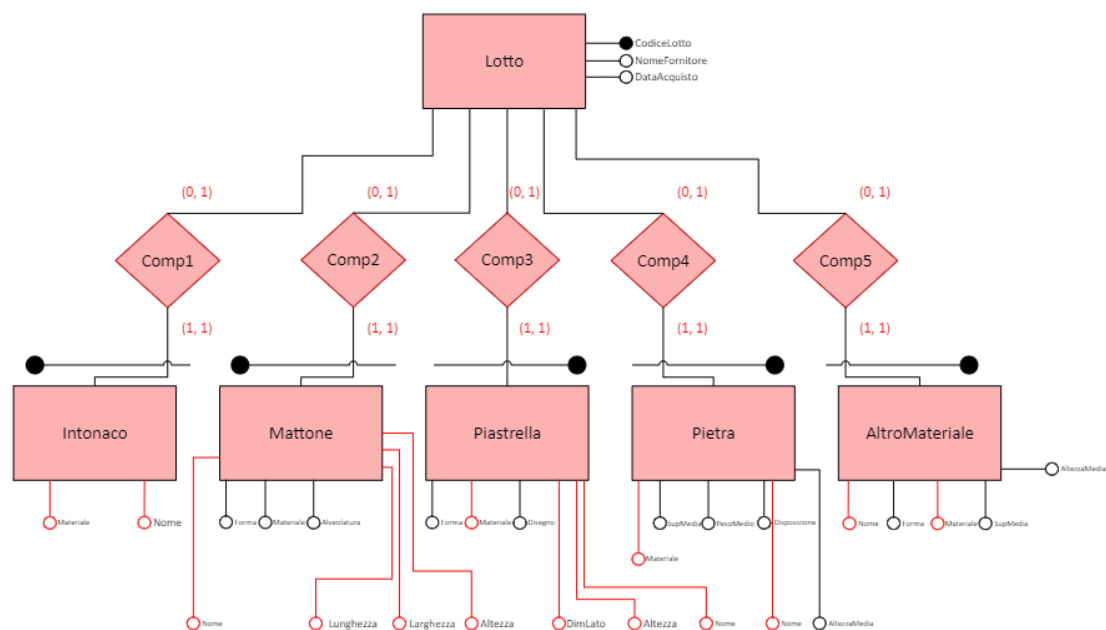 CodiceLotto
Lotto
NomeFornitore
DataAcquisto
(0, 1) (0, 1) (0, 1) (0, 1) (0, 1)
Comp1 Comp2 Comp3 Comp4 Comp5
(1, 1) (1, 1) (1, 1) (1, 1) (1, 1)
Intonaco Mattone Piastrella Pietra AltroMateriale
AltezzaMedia
Materiale Nome Forma Materiale Alveolatura Forma Materiale Disegno SupMedia PesoMedio Disposizione Nome Forma Materiale SupMedia
Materiale
Nome Lunghezza Larghezza Altezza DimLato Altezza Nome Nome AltezzaMedia